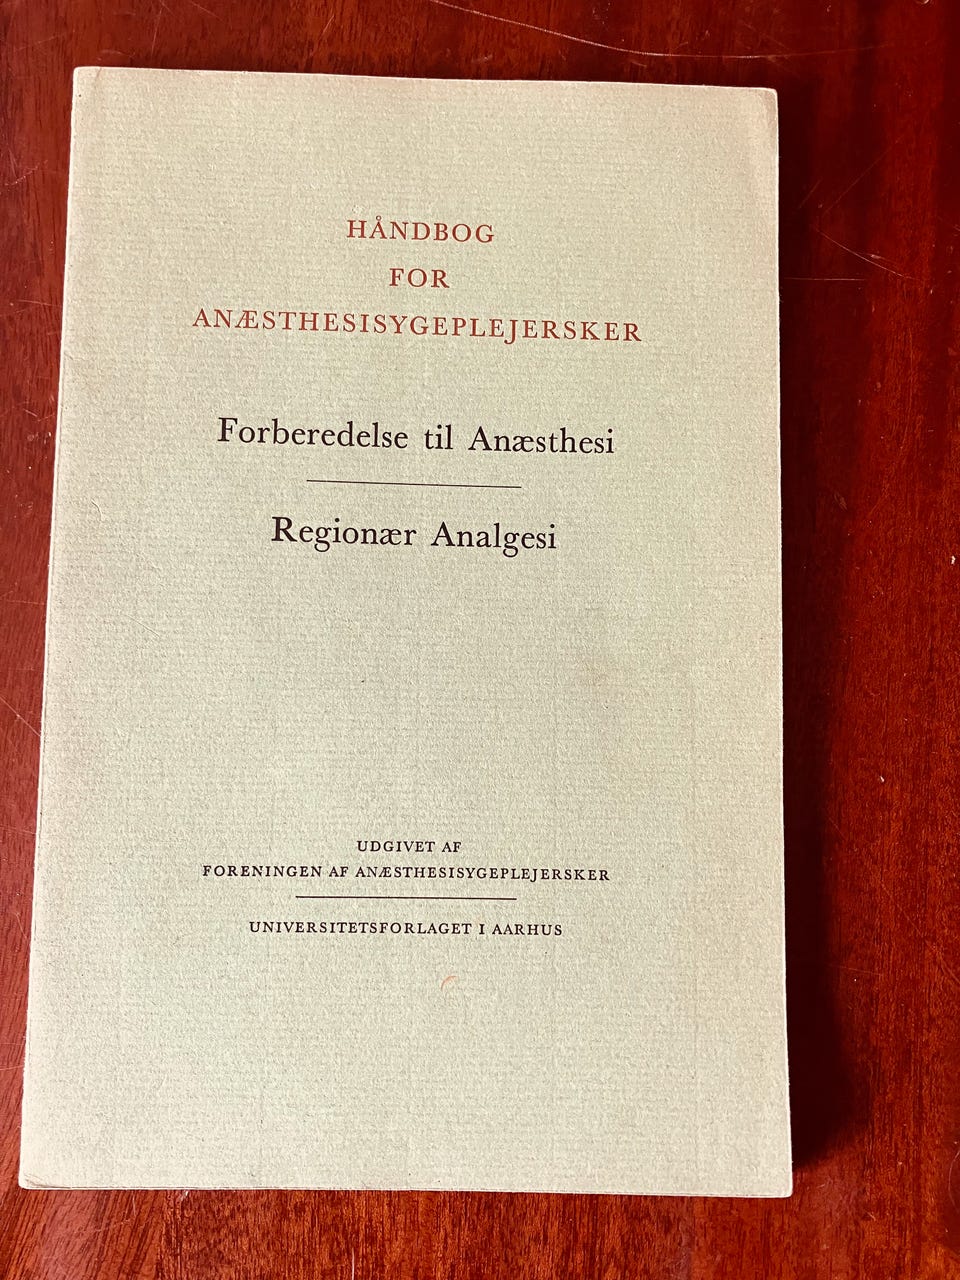 HÅNDBOG
FOR
ANÆSTHESISYGEPLEJERSKER
Forberedelse til Anæsthesi
Regionær Analgesi
UDGIVET AF
FORENINGEN AF ANÆSTHESISYGEPLEJERSKER
UNIVERSITETSFORLAGET I AARHUS